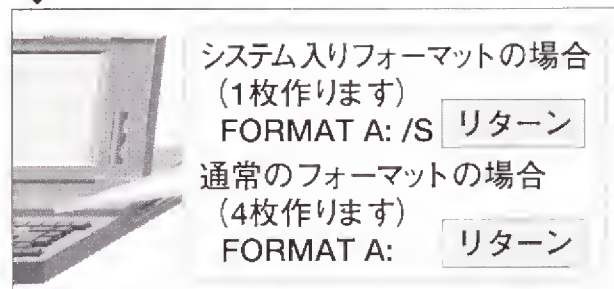 システム入りフォーマットの場合
(1枚作ります)
FORMAT A: /S リターン
通常のフォーマットの場合
(4枚作ります)
FORMAT A: リターン